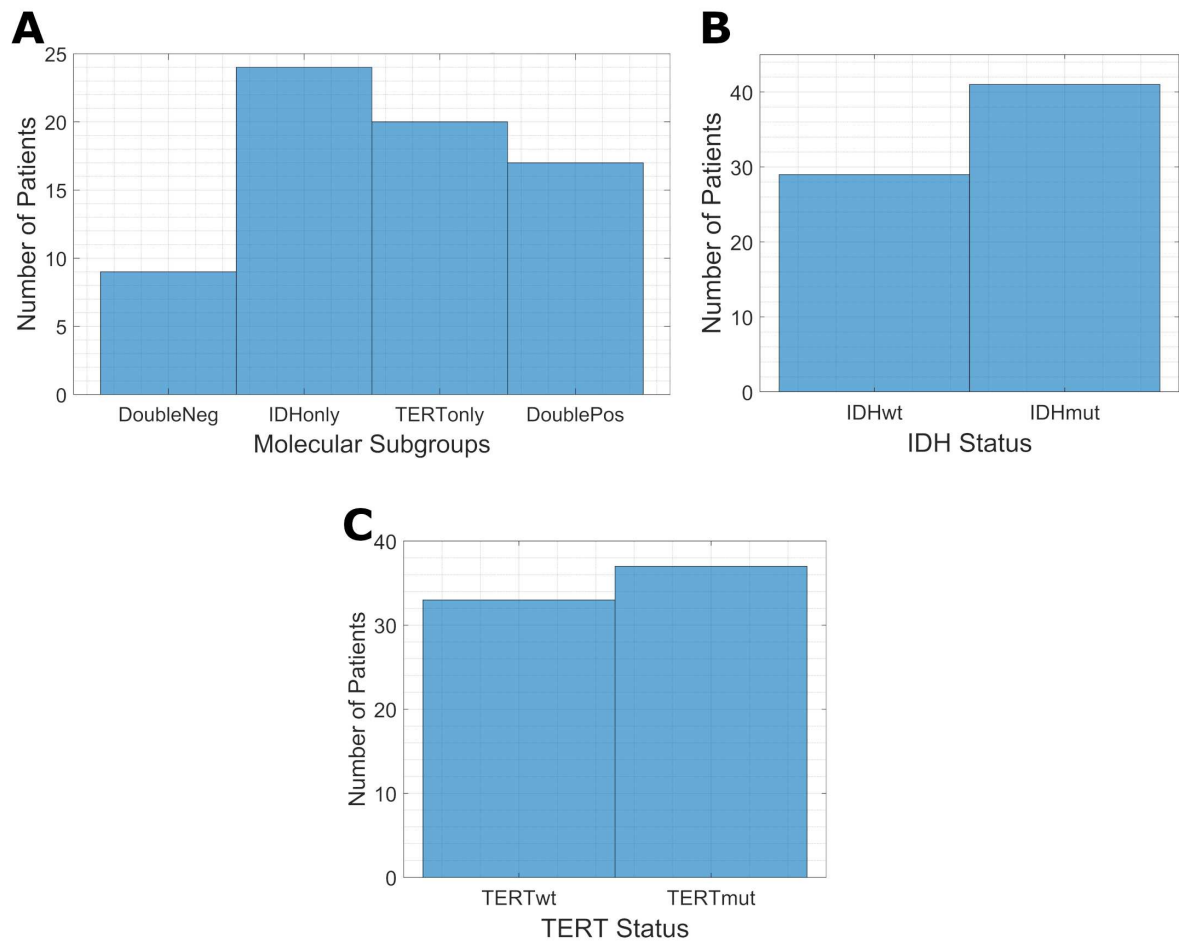 A
25
20
15
10
5
0
Number of Patients
DoubleNeg IDHonly TERTonly DoublePos
Molecular Subgroups
B
40
30
20
10
0
Number of Patients
IDHwt IDHmut
IDH Status
C
40
30
20
10
0
Number of Patients
TERTwt TERTmut
TERT Status